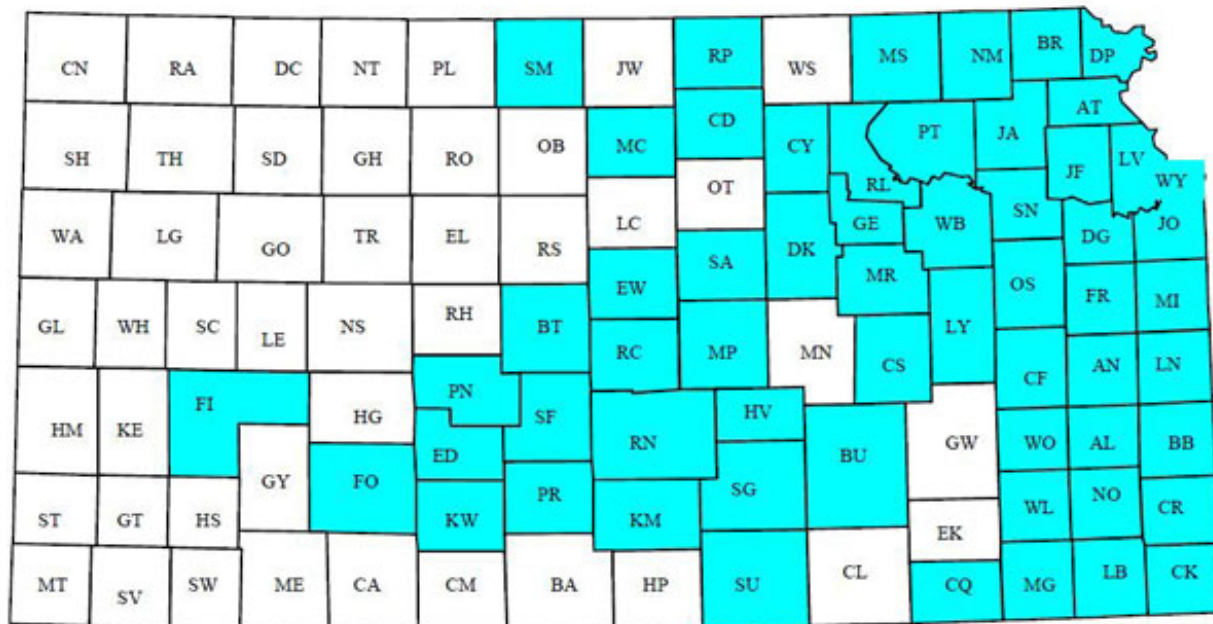 CN RA DC NT PL SM JW RP WS MS NM BR DP
SH TH SD GH RO OB MC CD CY RL PT JA AT JF LV WY
WA LG GO TR EL RS LC OT SA DK GE WB SN DG JO
GL WH SC LE NS RH BT EW RC MP MN MR CS LY OS FR MI
HM KE FI HG PN ED SF RN HV BU GW CF AN LN
ST GT HS GY FO KW PR KM SG EK WO AL BB
WL NO CR
MT SV SW ME CA CM BA HP SU CL CQ MG LB CK